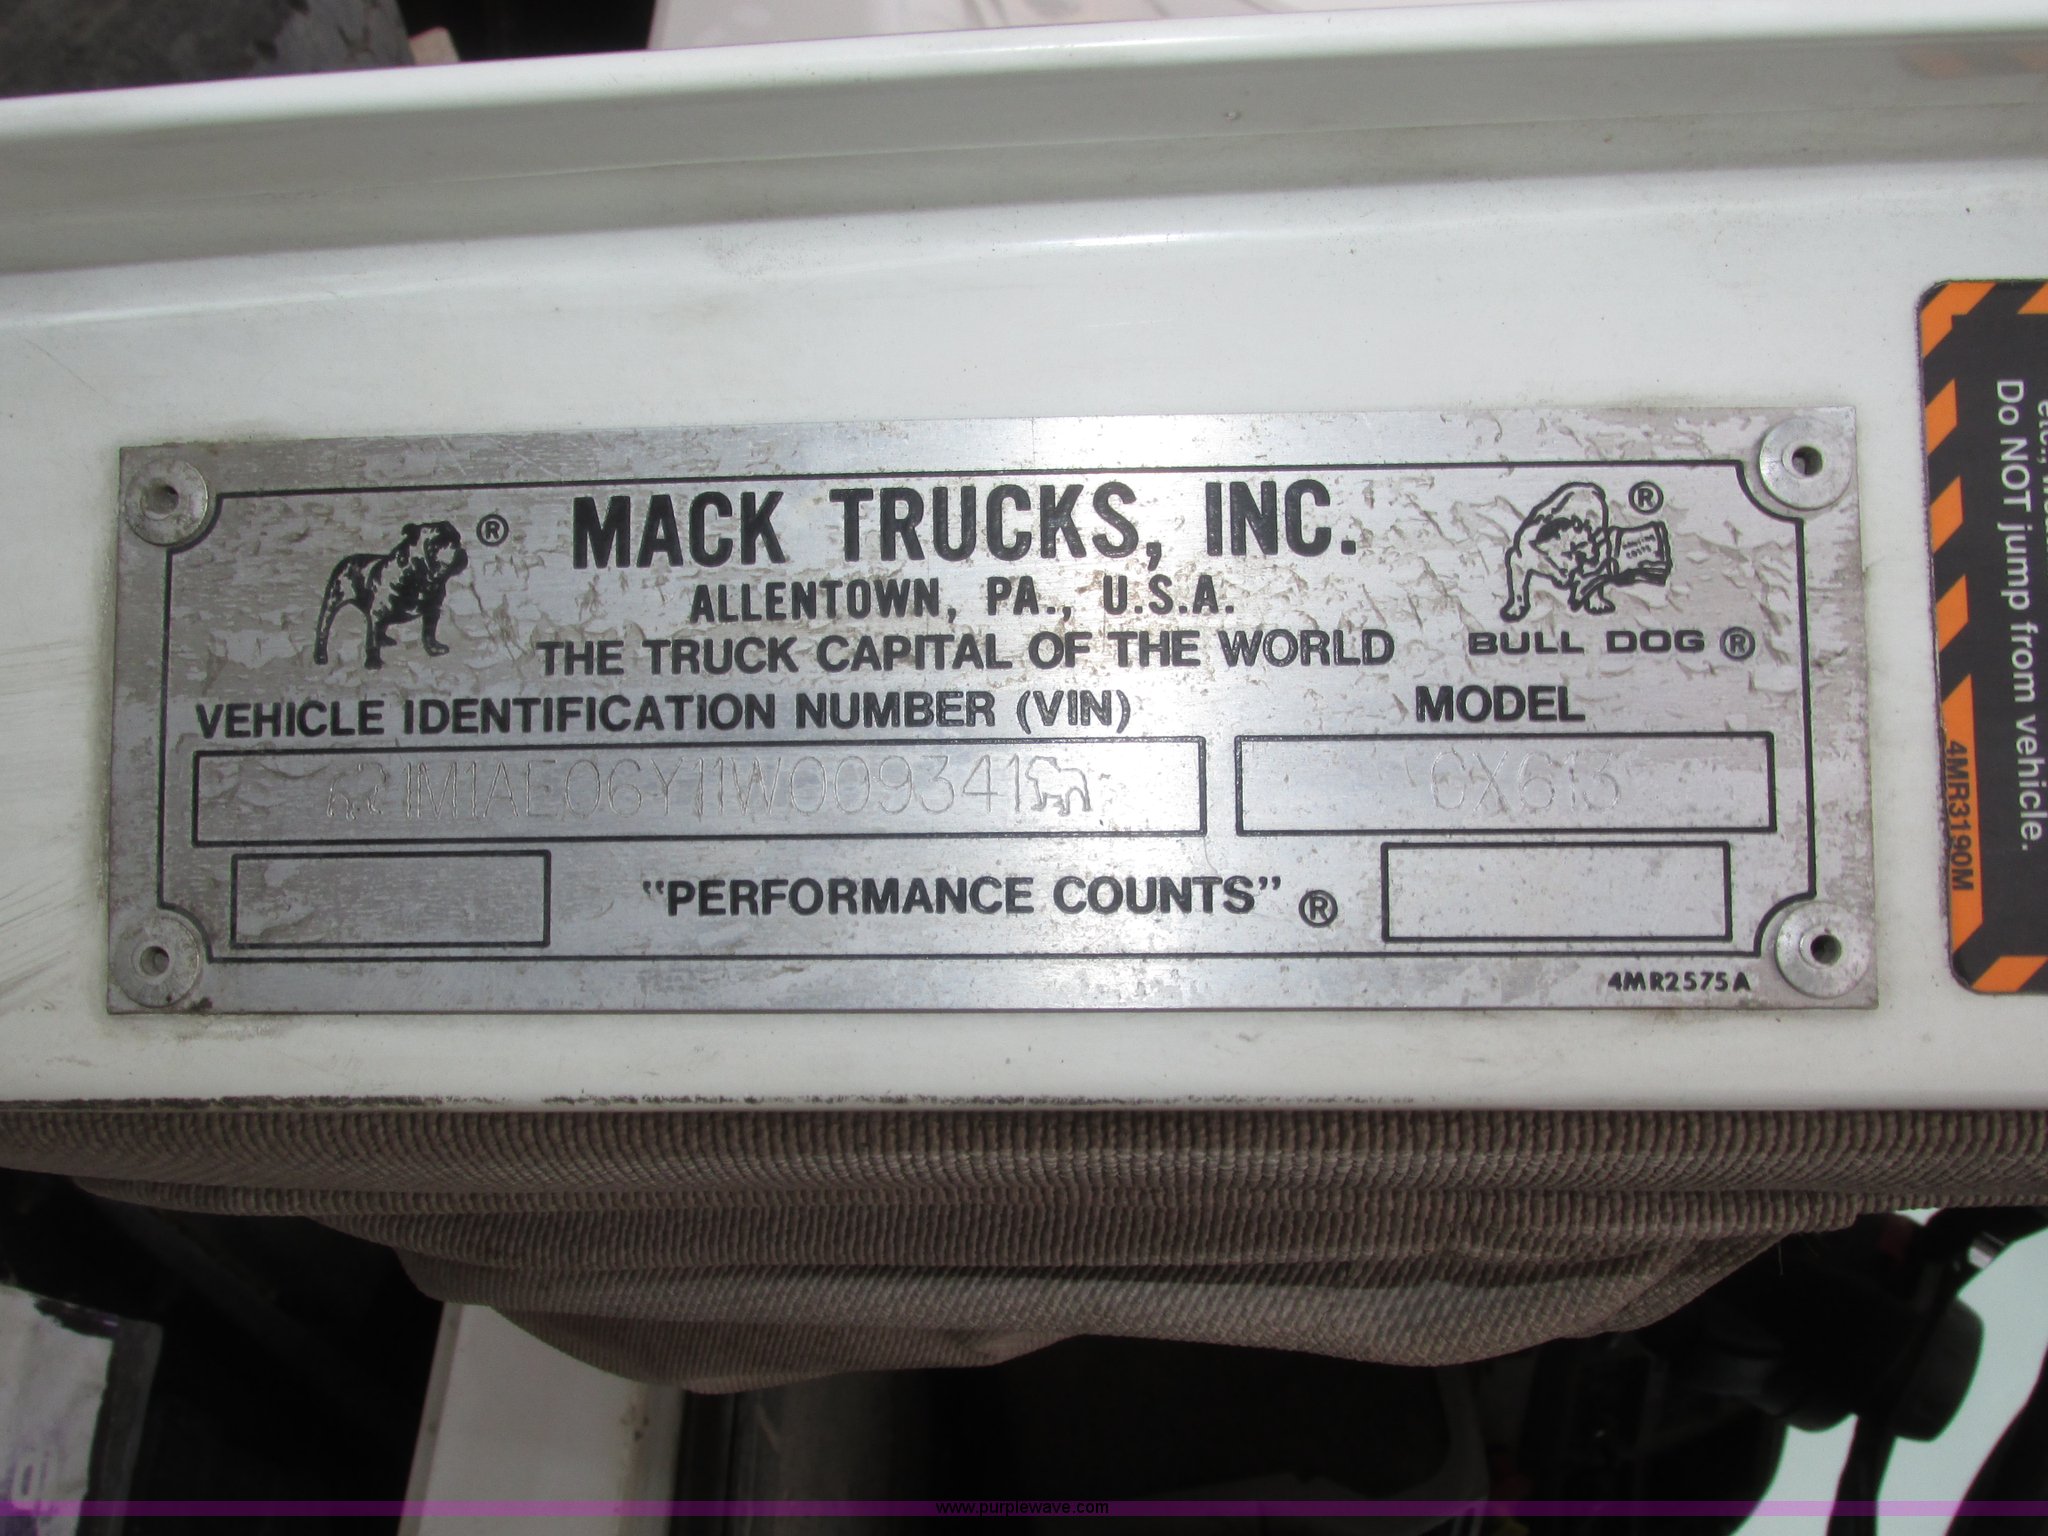 ® MACK TRUCKS, INC. ®
ALLENTOWN, PA., U.S.A.
THE TRUCK CAPITAL OF THE WORLD BULL DOG ®
VEHICLE IDENTIFICATION NUMBER (VIN) MODEL
1M1AE06Y11W009341 CX613
"PERFORMANCE COUNTS" ®
4MR2575A
etc.,
Do NOT jump from vehicle.
4MR3190M
www.purplewave.com